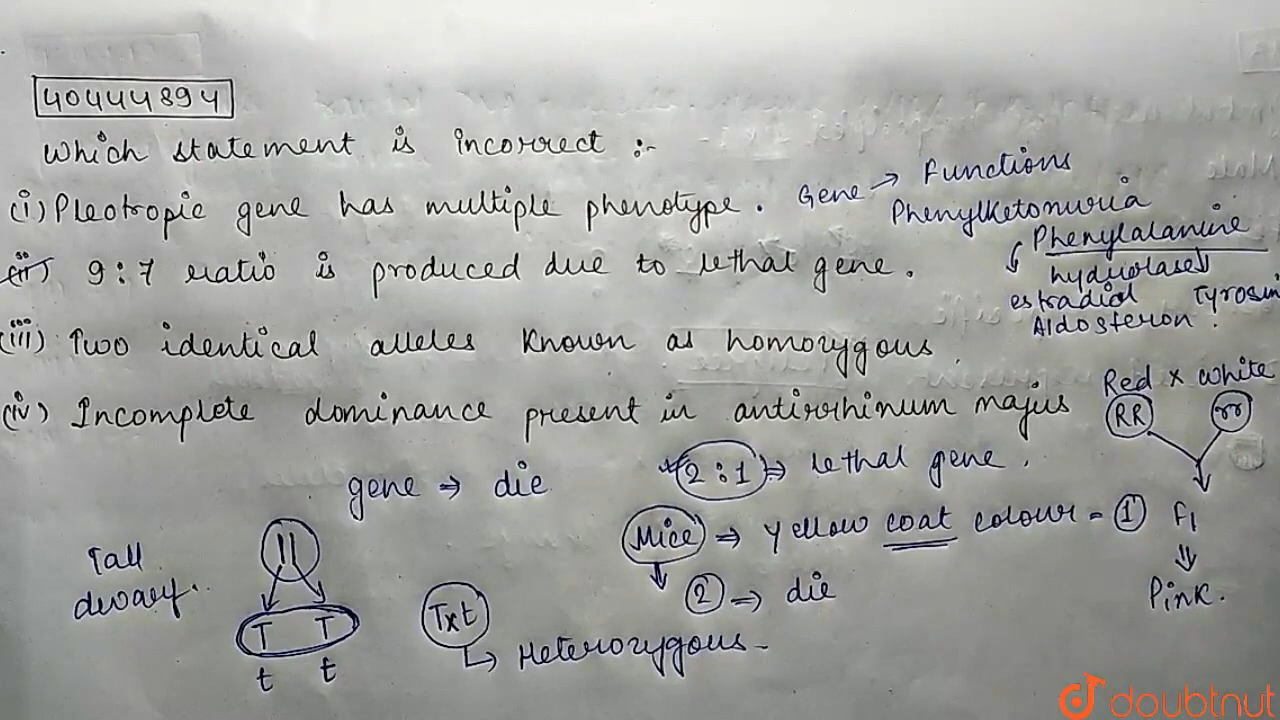 40444894
Which statement is incorrect :-
(i) Pleotropic gene has multiple phenotype.
Gene → Functions
Phenylketonuria
Phenylalanine
hydrolases
estradiol Tyrosin
Aldosteron.
(ii) 9:7 ratio is produced due to lethal gene.
(iii) Two identical alleles known as homozygous.
(iv) Incomplete dominance present in antirrhinum majus
Red × White
RR rr
F1
Pink.
gene ⇒ die
2:1 ⇒ lethal gene.
Mice ⇒ yellow coat colour = 1
2 ⇒ die
Tall
T T
t t
Txt
Heterozygous-
doubtnut